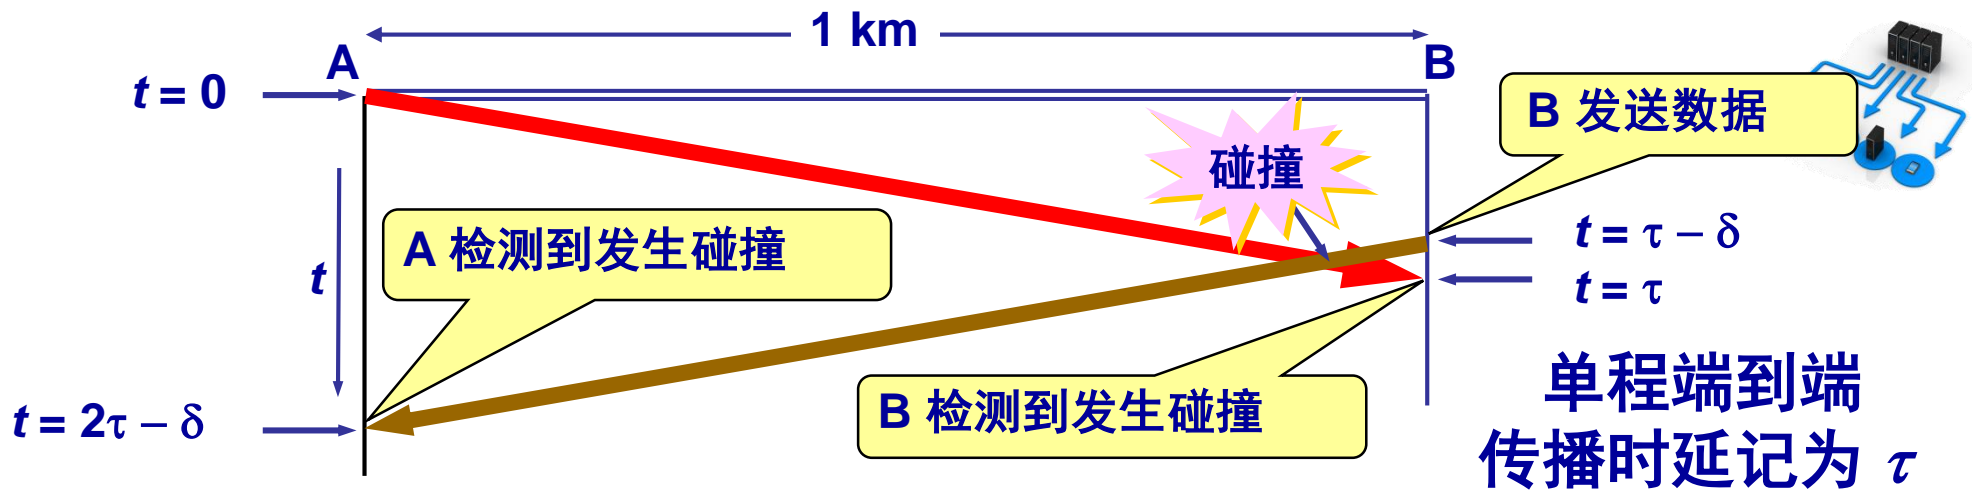 1 km
A
B
t = 0
B 发送数据
碰撞
A 检测到发生碰撞
t = τ − δ
t
t = τ
B 检测到发生碰撞
t = 2τ − δ
单程端到端
传播时延记为 τ